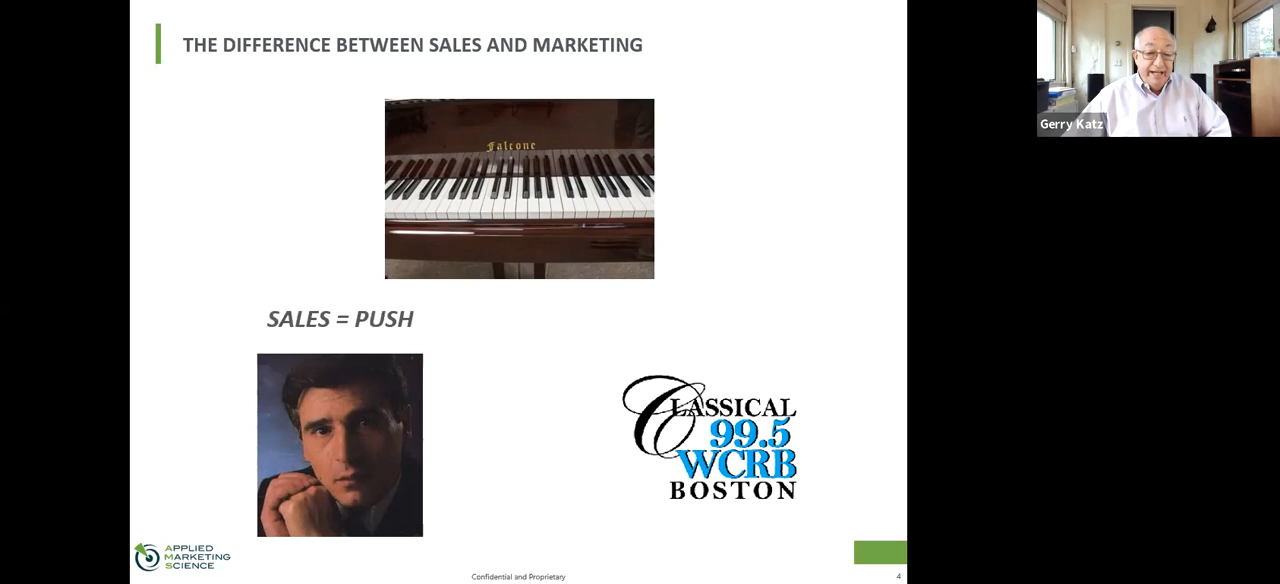 THE DIFFERENCE BETWEEN SALES AND MARKETING
Gerry Katz
Falcone
SALES = PUSH
CLASSICAL
99.5
WCRB
BOSTON
APPLIED
MARKETING
SCIENCE
Confidential and Proprietary
4